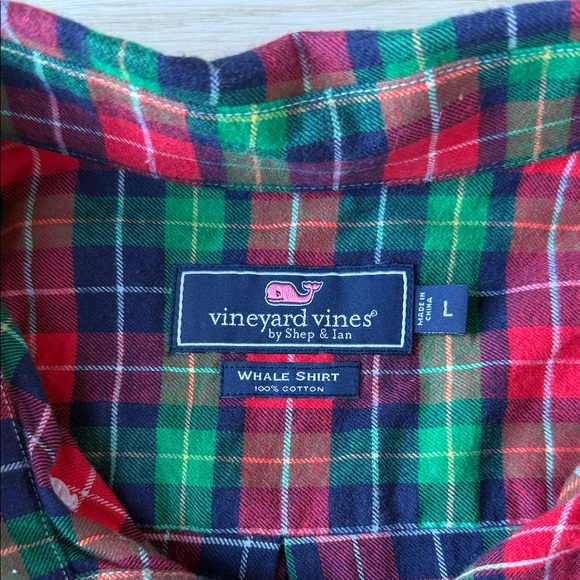 vineyard vines®
by Shep & Ian
WHALE SHIRT
100% COTTON
MADE IN
CHINA
L